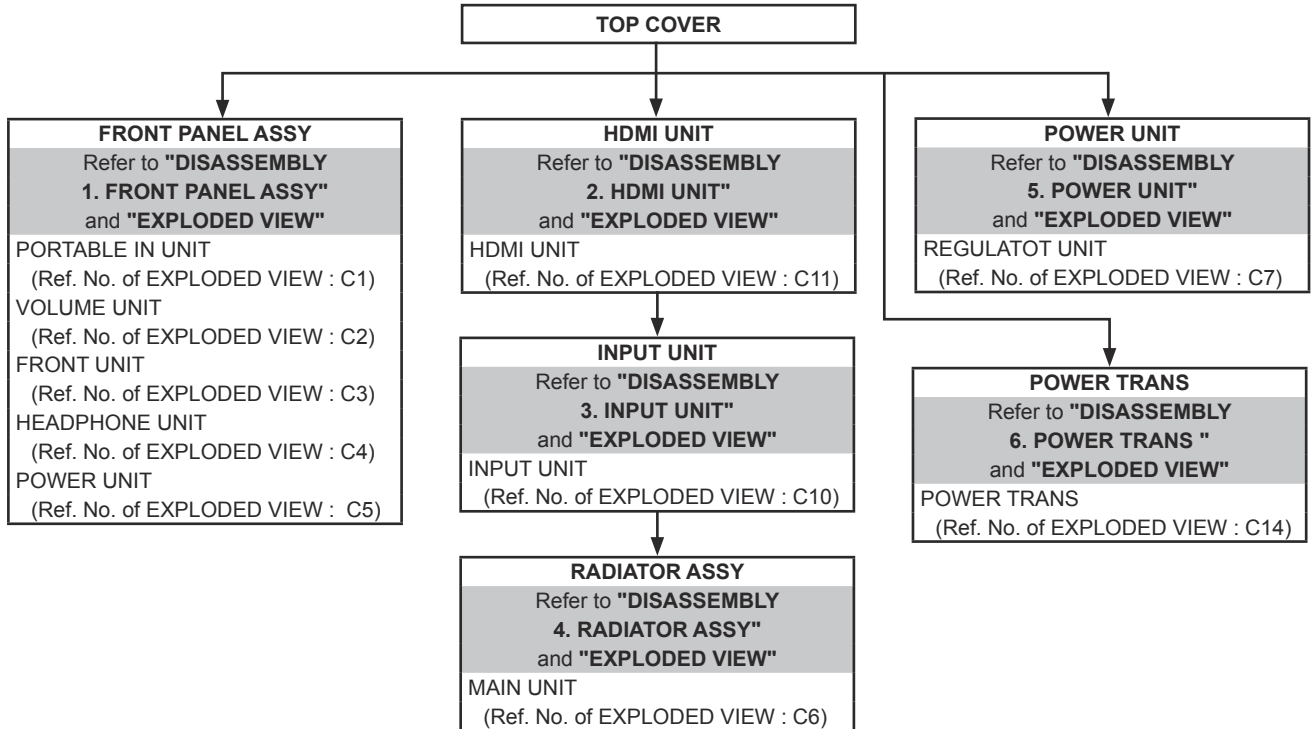 TOP COVER
FRONT PANEL ASSY
Refer to "DISASSEMBLY
1. FRONT PANEL ASSY"
and "EXPLODED VIEW"
PORTABLE IN UNIT
(Ref. No. of EXPLODED VIEW : C1)
VOLUME UNIT
(Ref. No. of EXPLODED VIEW : C2)
FRONT UNIT
(Ref. No. of EXPLODED VIEW : C3)
HEADPHONE UNIT
(Ref. No. of EXPLODED VIEW : C4)
POWER UNIT
(Ref. No. of EXPLODED VIEW : C5)
HDMI UNIT
Refer to "DISASSEMBLY
2. HDMI UNIT"
and "EXPLODED VIEW"
HDMI UNIT
(Ref. No. of EXPLODED VIEW : C11)
INPUT UNIT
Refer to "DISASSEMBLY
3. INPUT UNIT"
and "EXPLODED VIEW"
INPUT UNIT
(Ref. No. of EXPLODED VIEW : C10)
RADIATOR ASSY
Refer to "DISASSEMBLY
4. RADIATOR ASSY"
and "EXPLODED VIEW"
MAIN UNIT
(Ref. No. of EXPLODED VIEW : C6)
POWER UNIT
Refer to "DISASSEMBLY
5. POWER UNIT"
and "EXPLODED VIEW"
REGULATOT UNIT
(Ref. No. of EXPLODED VIEW : C7)
POWER TRANS
Refer to "DISASSEMBLY
6. POWER TRANS "
and "EXPLODED VIEW"
POWER TRANS
(Ref. No. of EXPLODED VIEW : C14)